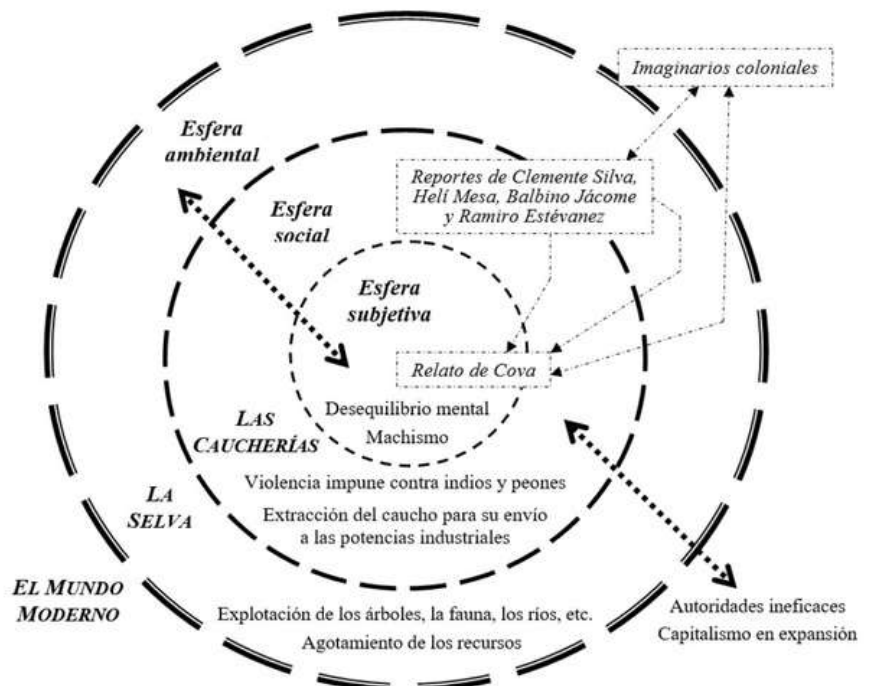 Imaginarios coloniales
Esfera
ambiental
Reportes de Clemente Silva,
Helí Mesa, Balbino Jácome
y Ramiro Estévanez
Esfera
social
Esfera
subjetiva
Relato de Cova
Desequilibrio mental
Machismo
LAS
CAUCHERÍAS
Violencia impune contra indios y peones
Extracción del caucho para su envío
a las potencias industriales
LA
SELVA
EL MUNDO
MODERNO
Explotación de los árboles, la fauna, los ríos, etc.
Agotamiento de los recursos
Autoridades ineficaces
Capitalismo en expansión